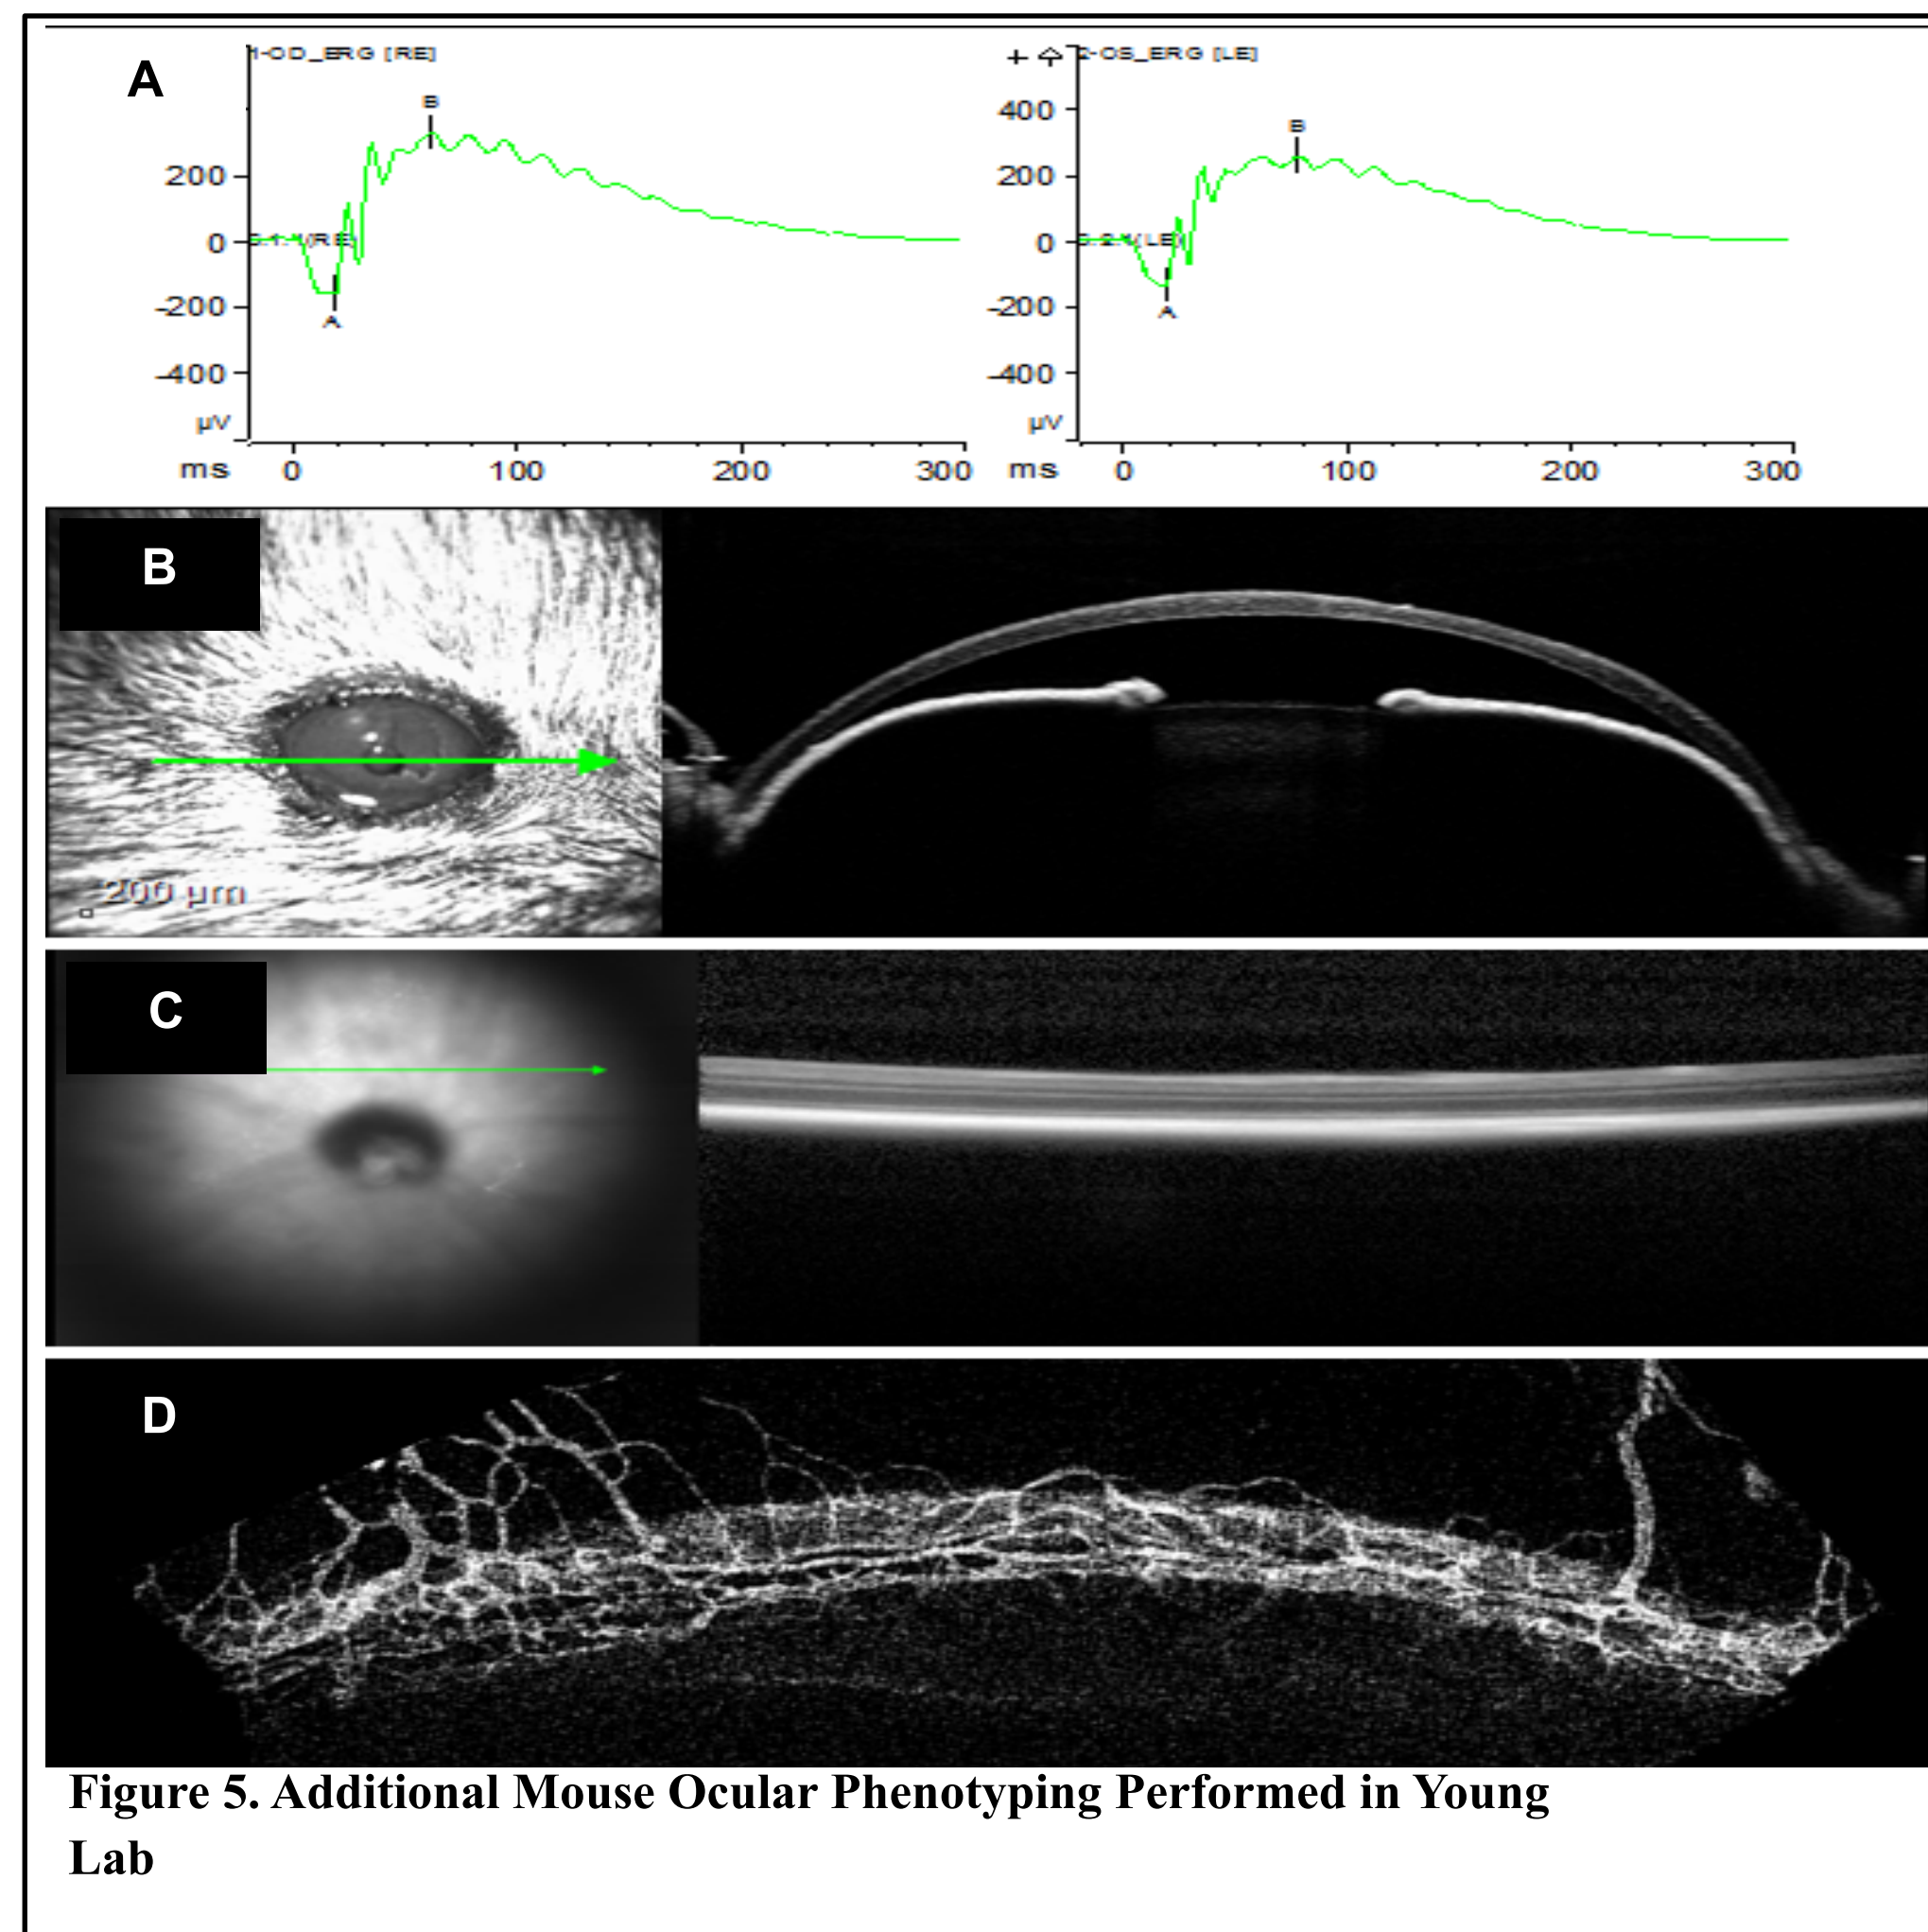 A
1-OD_ERG [RE]
B
200
0
-200
-400
µV
A
ms 0 100 200 300
2-OS_ERG [LE]
400
B
200
0
-200
-400
µV
A
ms 0 100 200 300
B
200 µm
C
D
Figure 5. Additional Mouse Ocular Phenotyping Performed in Young
Lab